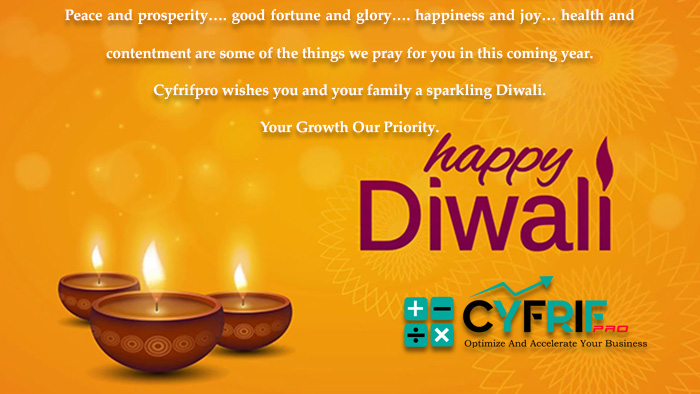 Peace and prosperity…. good fortune and glory…. happiness and joy… health and
contentment are some of the things we pray for you in this coming year.
Cyfrifpro wishes you and your family a sparkling Diwali.
Your Growth Our Priority.
happy
Diwali
+ −
÷ ×
CYFRIF PRO
Optimize And Accelerate Your Business